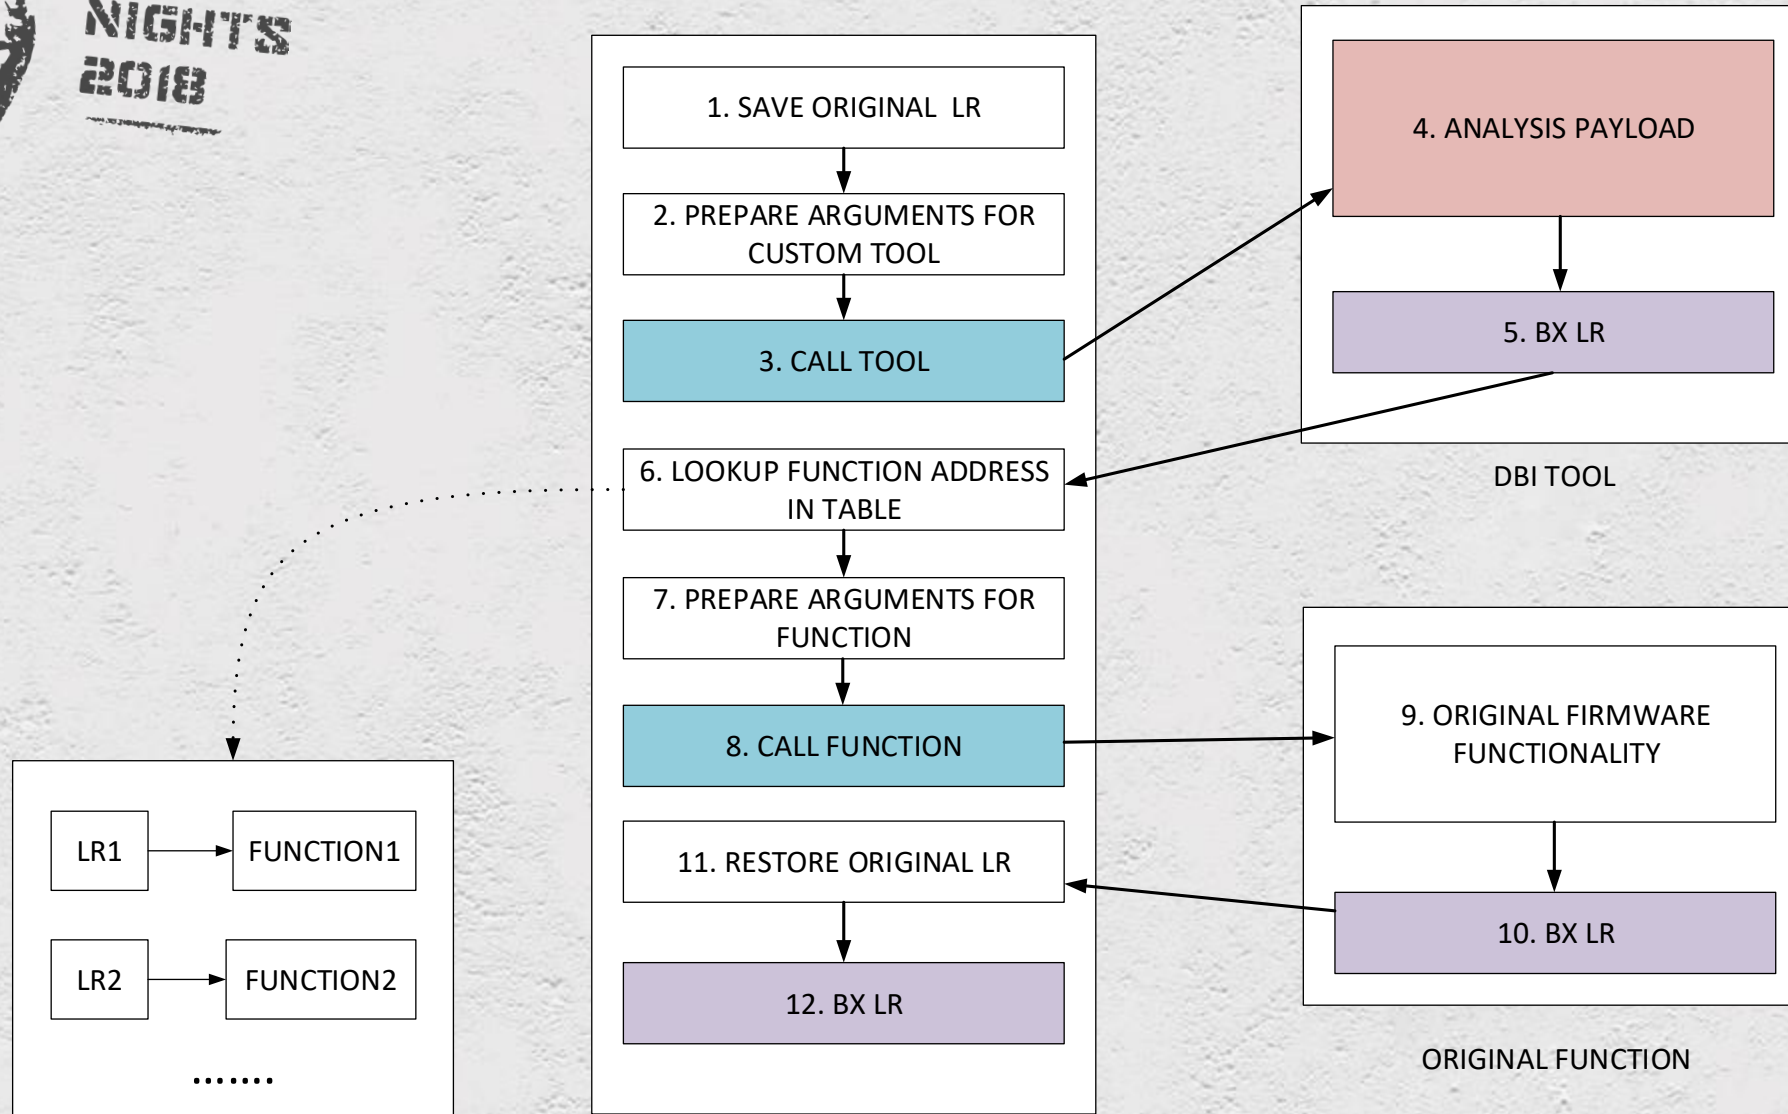 NIGHTS
2018
1. SAVE ORIGINAL LR
2. PREPARE ARGUMENTS FOR
CUSTOM TOOL
3. CALL TOOL
4. ANALYSIS PAYLOAD
5. BX LR
DBI TOOL
6. LOOKUP FUNCTION ADDRESS
IN TABLE
7. PREPARE ARGUMENTS FOR
FUNCTION
8. CALL FUNCTION
9. ORIGINAL FIRMWARE
FUNCTIONALITY
10. BX LR
ORIGINAL FUNCTION
11. RESTORE ORIGINAL LR
12. BX LR
LR1
FUNCTION1
LR2
FUNCTION2
.......